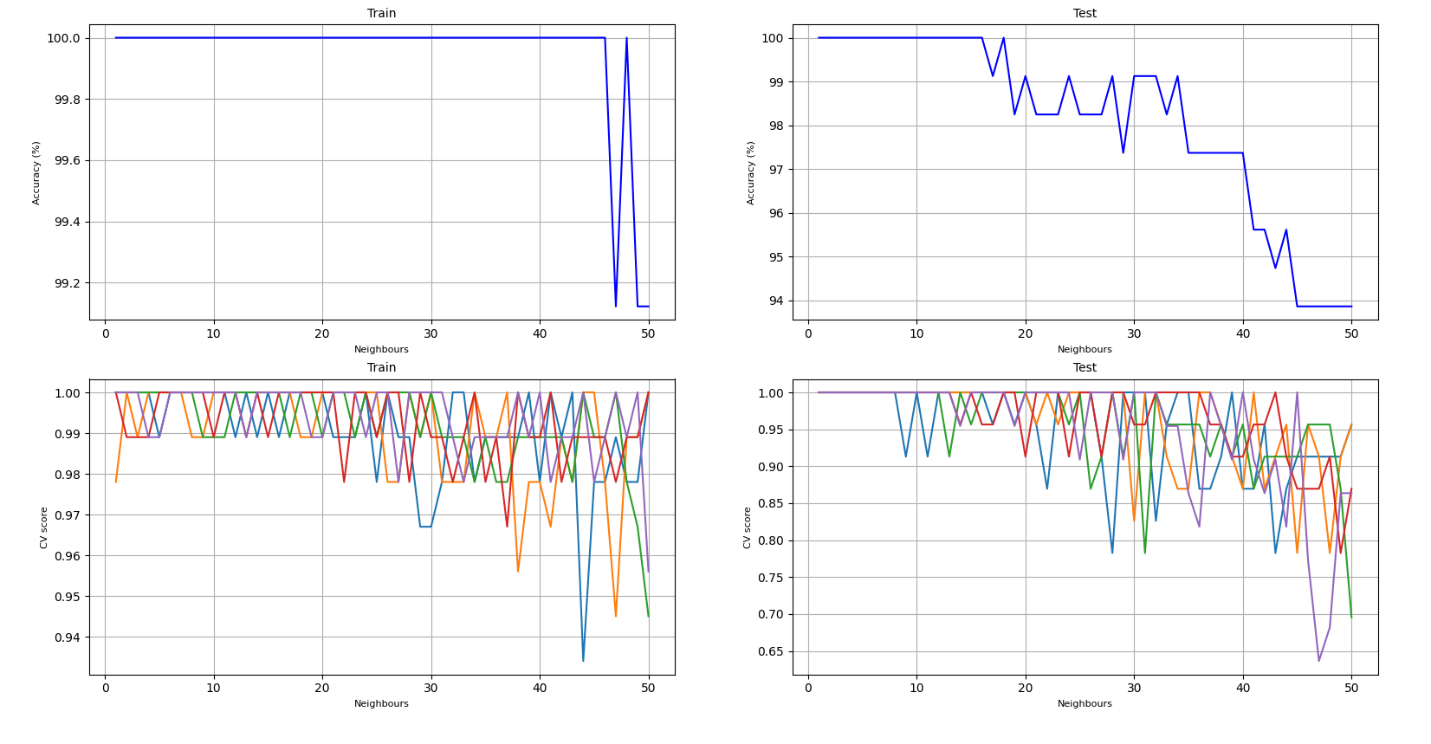 Train
100.0
99.8
99.6
99.4
99.2
Accuracy (%)
0 10 20 30 40 50
Neighbours
Test
100
99
98
97
96
95
94
Accuracy (%)
0 10 20 30 40 50
Neighbours
Train
1.00
0.99
0.98
0.97
0.96
0.95
0.94
CV score
0 10 20 30 40 50
Neighbours
Test
1.00
0.95
0.90
0.85
0.80
0.75
0.70
0.65
CV score
0 10 20 30 40 50
Neighbours